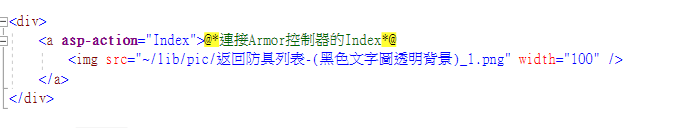 <div>
<a asp-action="Index">@*連接Armor控制器的Index*@
<img src="~/lib/pic/返回防具列表-(黑色文字圖透明背景)_1.png" width="100" />
</a>
</div>